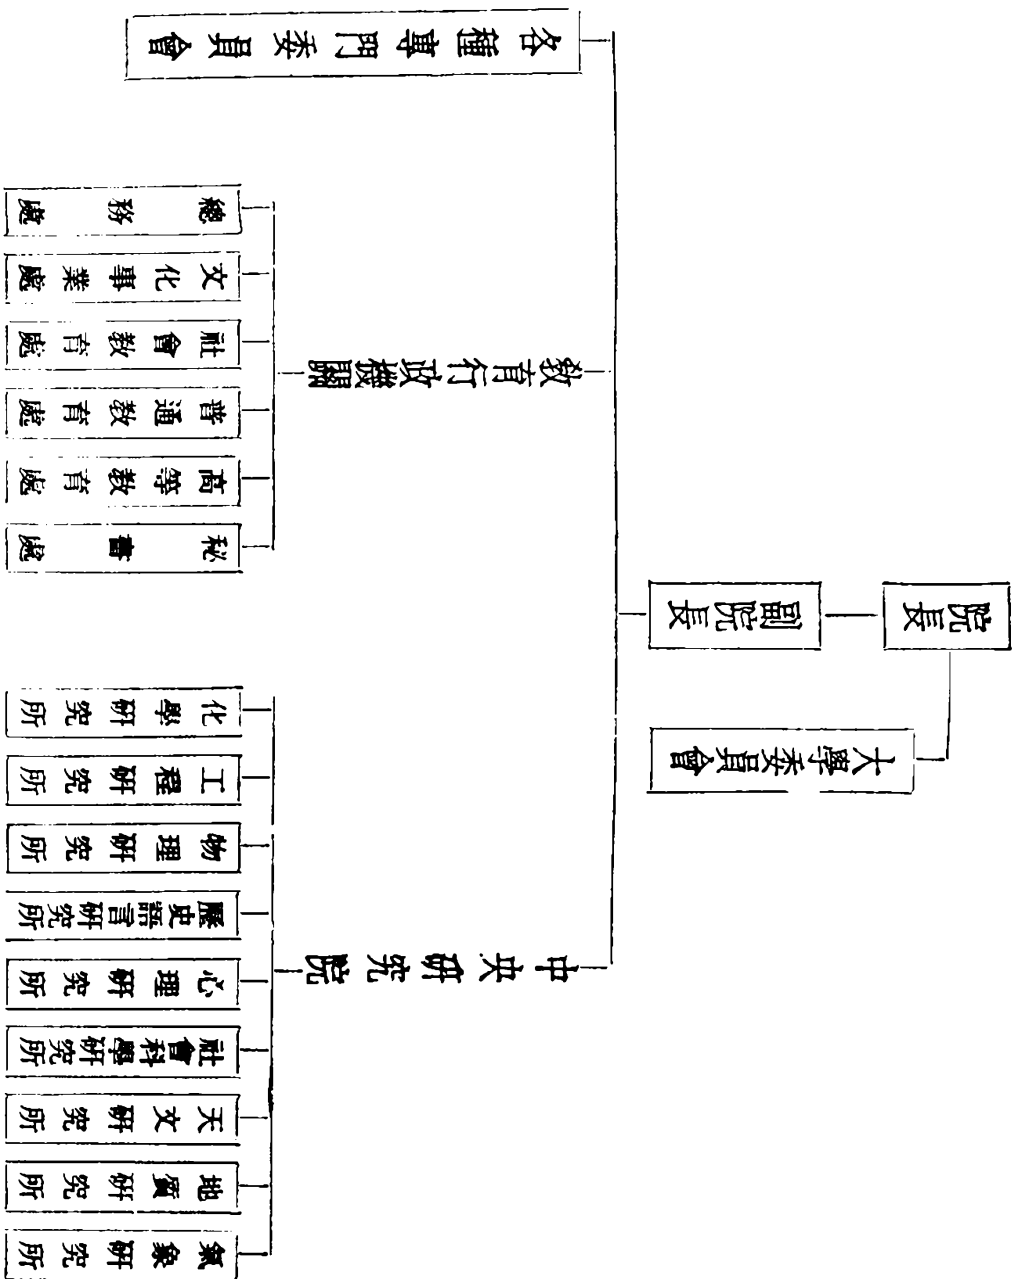 院長
大學委員會
副院長
中央研究院
氣象研究所
地質研究所
天文研究所
社會科學研究所
心理研究所
歷史語言研究所
物理研究所
工程研究所
化學研究所
教育行政機關
秘書處
高等教育處
普通教育處
社會教育處
文化事業處
總務處
各種專門委員會